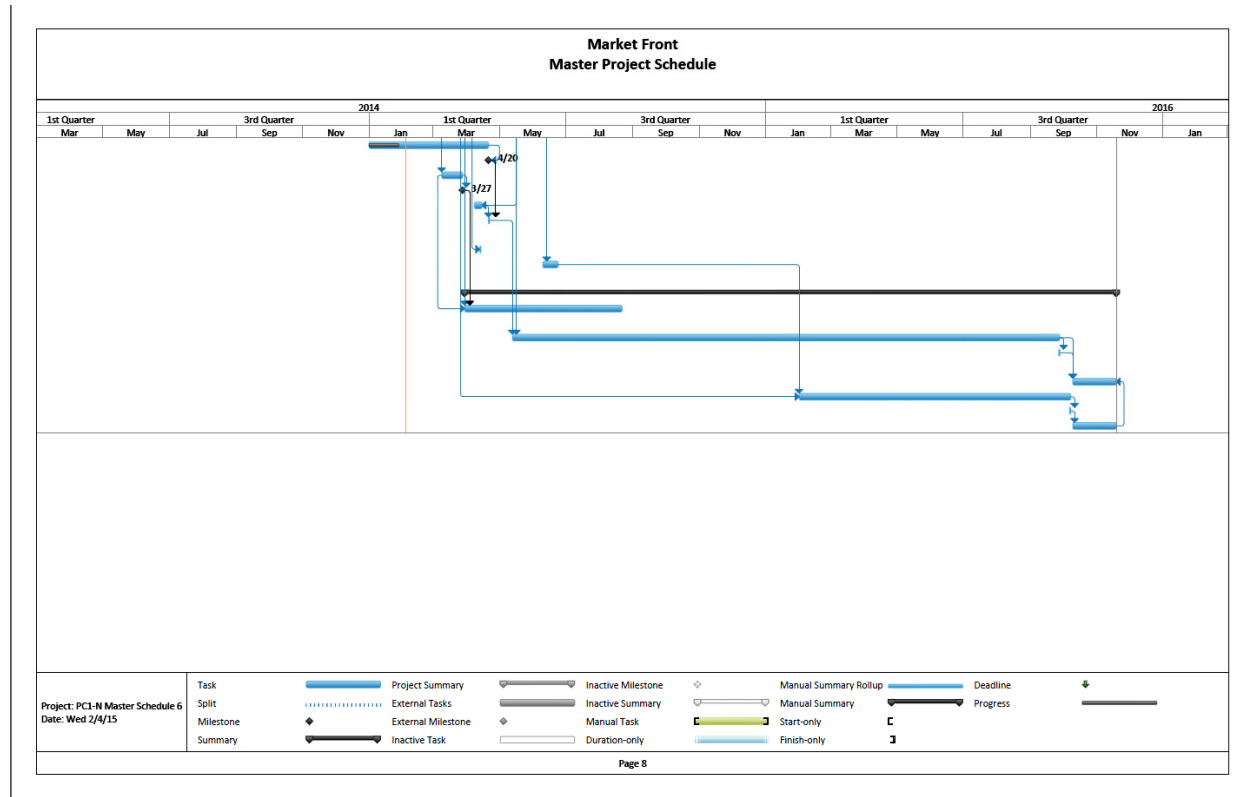 Market Front
Master Project Schedule
2014 2016
1st Quarter 3rd Quarter 1st Quarter 3rd Quarter 1st Quarter 3rd Quarter
Mar May Jul Sep Nov Jan Mar May Jul Sep Nov Jan Mar May Jul Sep Nov Jan
4/20
3/27
Project: PC1-N Master Schedule 6
Date: Wed 2/4/15
Task Project Summary Inactive Milestone Manual Summary Rollup Deadline
Split External Tasks Inactive Summary Manual Summary Progress
Milestone External Milestone Manual Task Start-only
Summary Inactive Task Duration-only Finish-only
Page 8